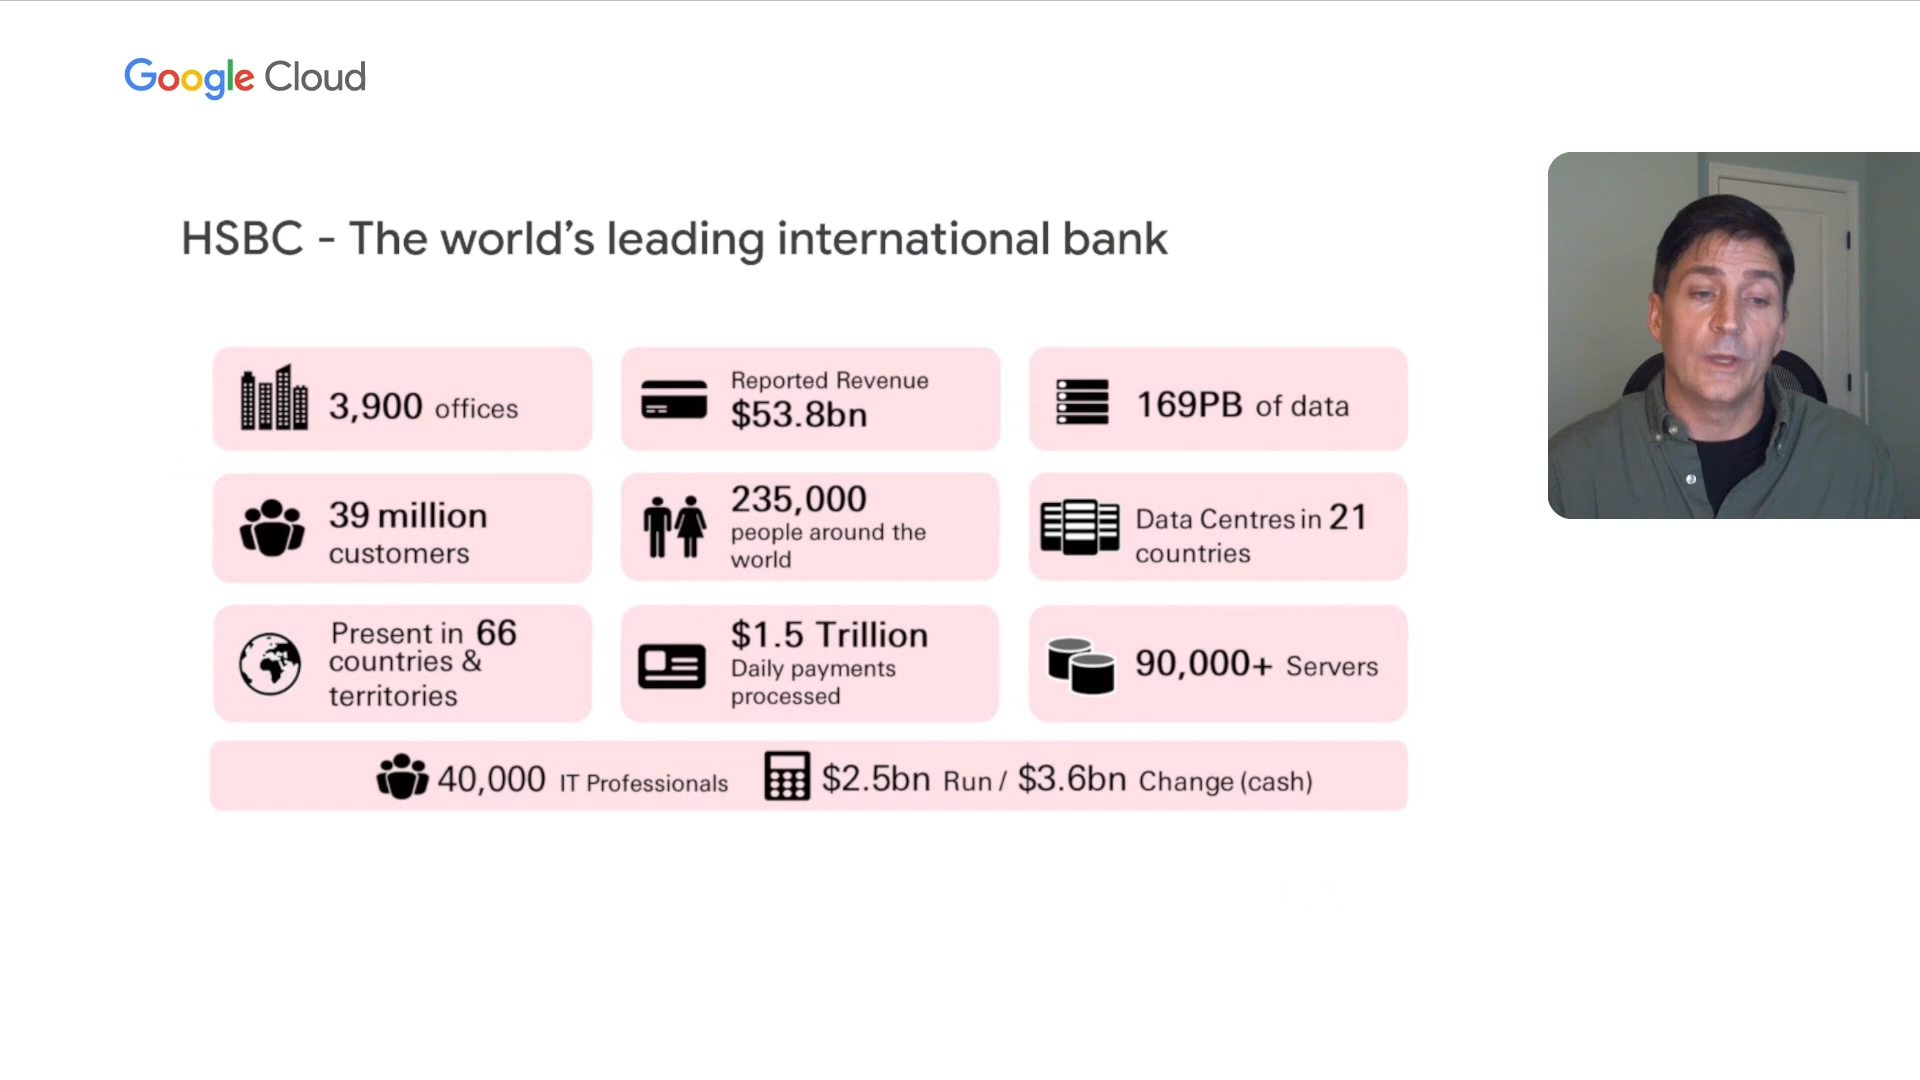 Google Cloud
HSBC - The world's leading international bank
3,900 offices
Reported Revenue
$53.8bn
169PB of data
39 million
customers
235,000
people around the
world
Data Centres in 21
countries
Present in 66
countries &
territories
$1.5 Trillion
Daily payments
processed
90,000+ Servers
40,000 IT Professionals
$2.5bn Run / $3.6bn Change (cash)